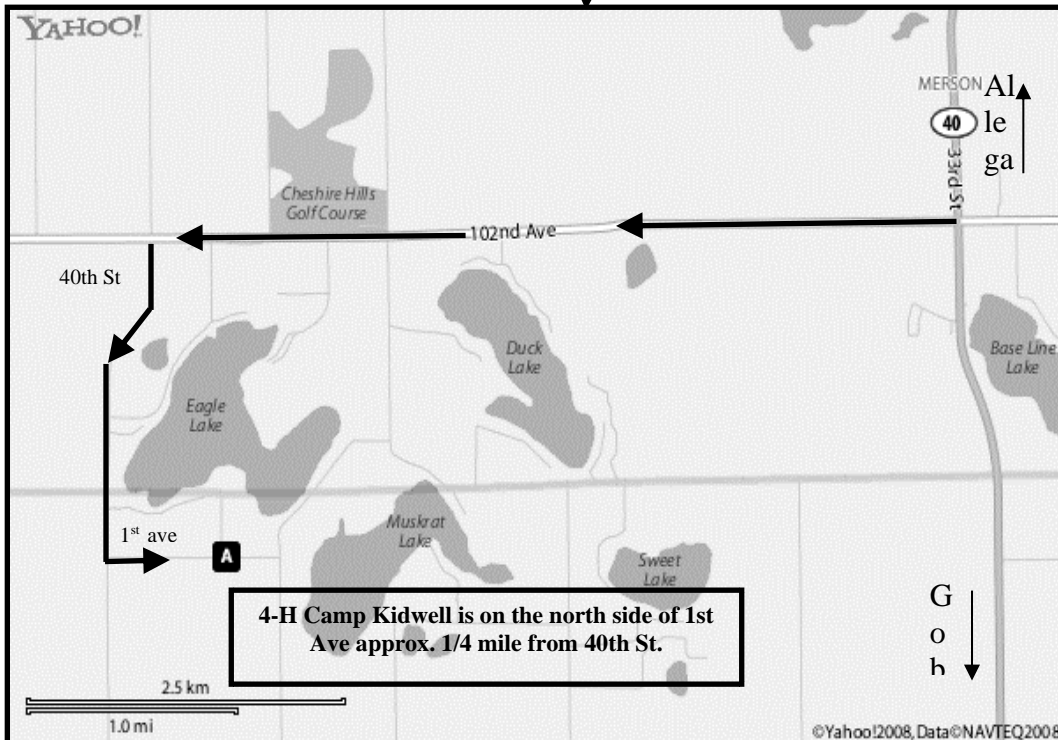 YAHOO!
MERSON
Al
le
ga
40
33rd St
Cheshire Hills
Golf Course
102nd Ave
40th St
Duck
Lake
Base Line
Lake
Eagle
Lake
1st ave
A
Muskrat
Lake
Sweet
Lake
4-H Camp Kidwell is on the north side of 1st
Ave approx. 1/4 mile from 40th St.
G
o
b
2.5 km
1.0 mi
©Yahoo!2008, Data©NAVTEQ2008